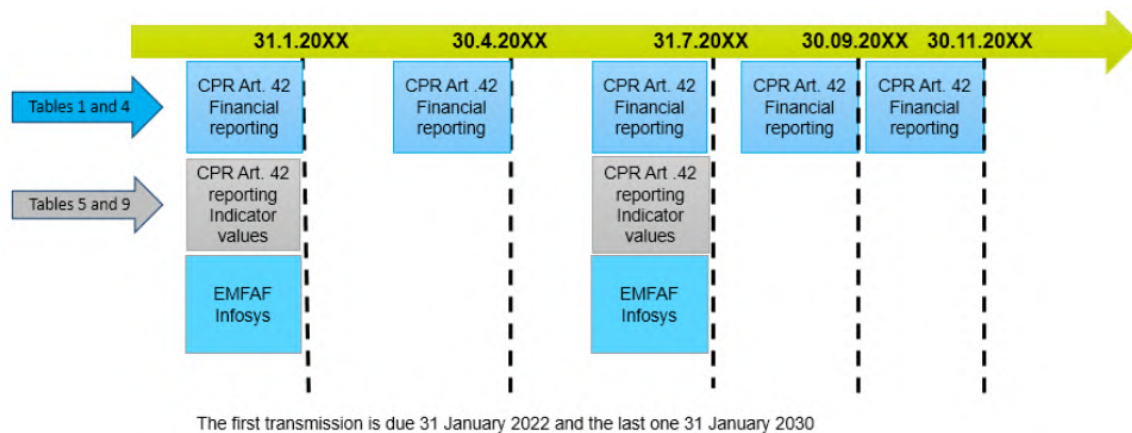 31.1.20XX 30.4.20XX 31.7.20XX 30.09.20XX 30.11.20XX
Tables 1 and 4
CPR Art. 42
Financial
reporting
CPR Art .42
Financial
reporting
CPR Art. 42
Financial
reporting
CPR Art. 42
Financial
reporting
CPR Art. 42
Financial
reporting
Tables 5 and 9
CPR Art. 42
reporting
Indicator
values
CPR Art .42
reporting
Indicator
values
EMFAF
Infosys
EMFAF
Infosys
The first transmission is due 31 January 2022 and the last one 31 January 2030